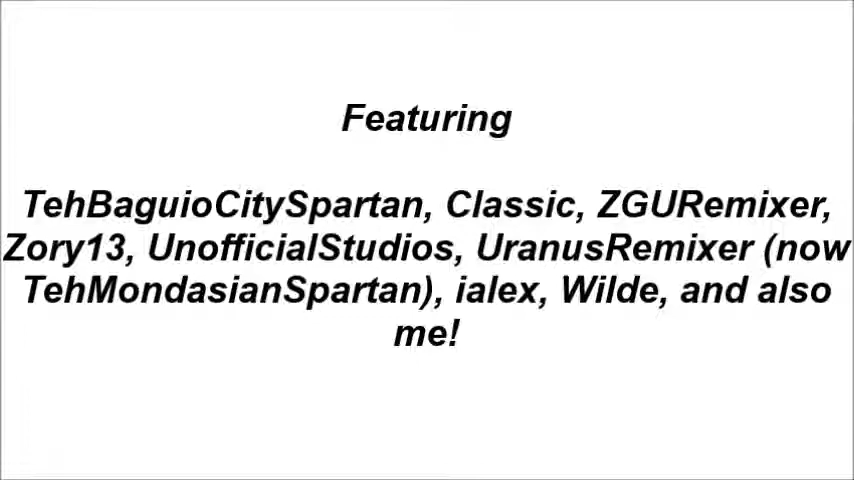 Featuring
TehBaguioCitySpartan, Classic, ZGURemixer,
Zory13, UnofficialStudios, UranusRemixer (now
TehMondasianSpartan), ialex, Wilde, and also
me!